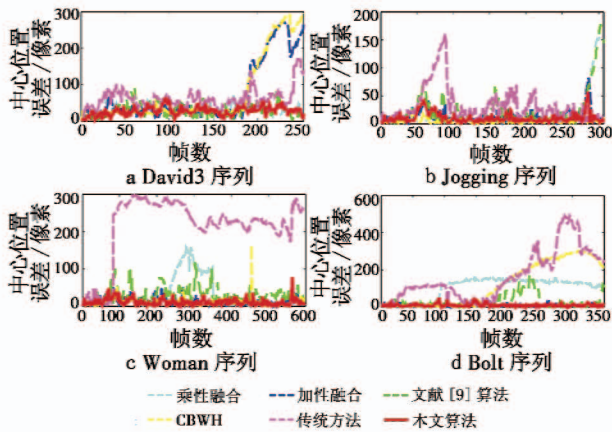 300
200
100
0
中心位置
误差/像素
0 50 100 150 200 250
帧数
a David3 序列
200
150
100
50
0
中心位置
误差/像素
0 50 100 150 200 250 300
帧数
b Jogging 序列
300
200
100
0
中心位置
误差/像素
0 100 200 300 400 500 600
帧数
c Woman 序列
600
400
200
0
中心位置
误差/像素
0 50 100 150 200 250 300 350
帧数
d Bolt 序列
乘性融合 加性融合 文献 [9] 算法
CBWH 传统方法 木文算法